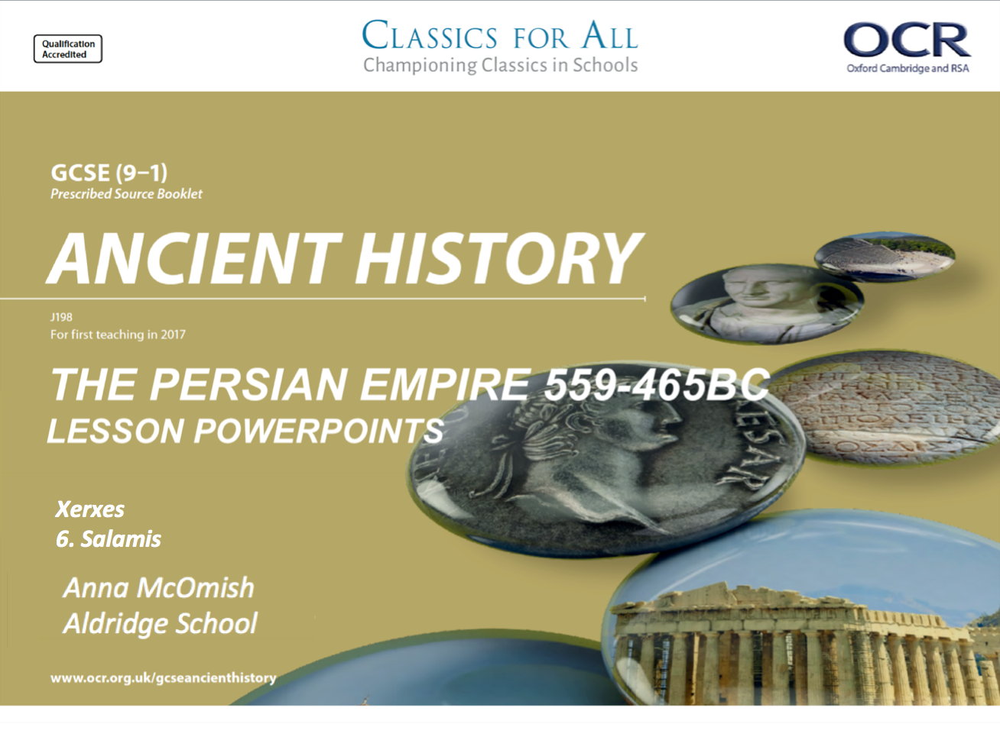 Qualification
Accredited
CLASSICS FOR ALL
Championing Classics in Schools
OCR
Oxford Cambridge and RSA
GCSE (9–1)
Prescribed Source Booklet
ANCIENT HISTORY
J198
For first teaching in 2017
THE PERSIAN EMPIRE 559-465BC
LESSON POWERPOINTS
Xerxes
6. Salamis
Anna McOmish
Aldridge School
www.ocr.org.uk/gcseancienthistory